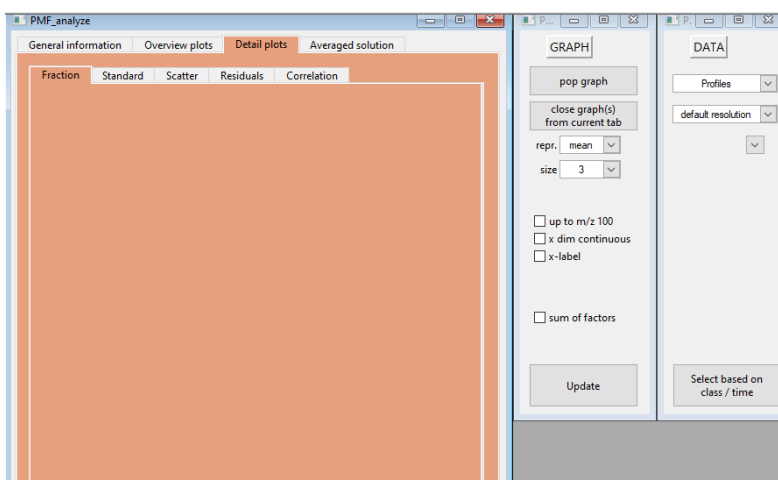 PMF_analyze
General information Overview plots Detail plots Averaged solution
Fraction Standard Scatter Residuals Correlation
P...
GRAPH
pop graph
close graph(s)
from current tab
repr. mean
size 3
up to m/z 100
x dim continuous
x-label
sum of factors
Update
P.
DATA
Profiles
default resolution
Select based on
class / time